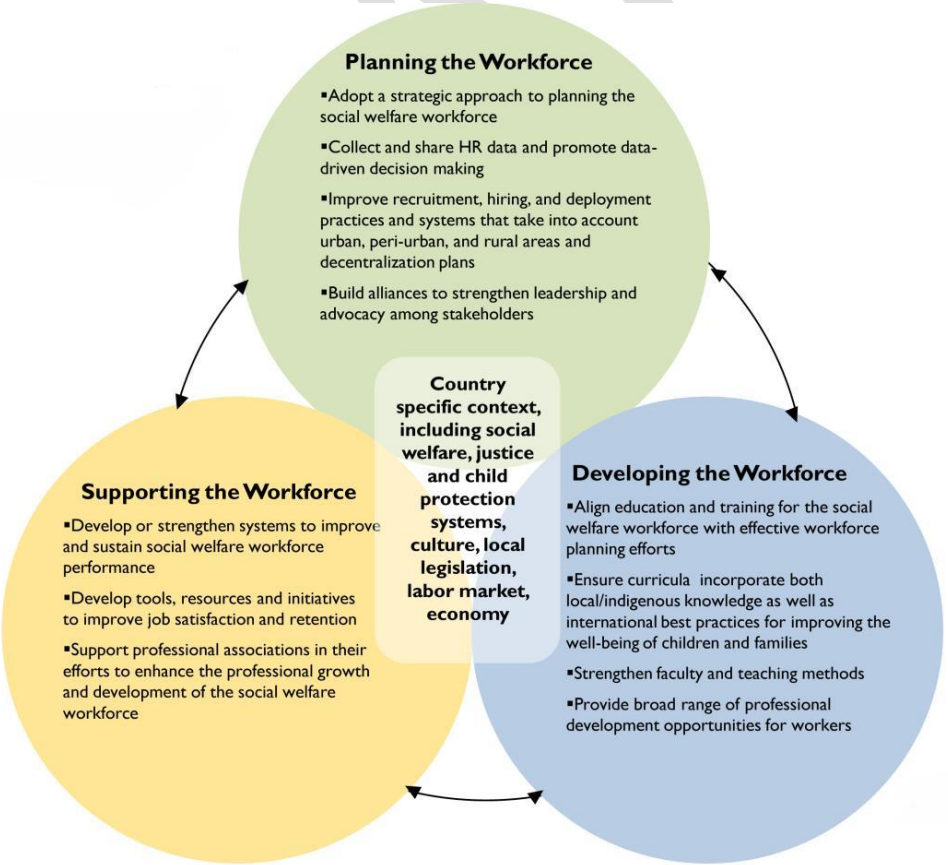 Planning the Workforce
▪Adopt a strategic approach to planning the
social welfare workforce
▪Collect and share HR data and promote data-
driven decision making
▪Improve recruitment, hiring, and deployment
practices and systems that take into account
urban, peri-urban, and rural areas and
decentralization plans
▪Build alliances to strengthen leadership and
advocacy among stakeholders
Country
specific context,
including social
welfare, justice
and child
protection
systems,
culture, local
legislation,
labor market,
economy
Supporting the Workforce
▪Develop or strengthen systems to improve
and sustain social welfare workforce
performance
▪Develop tools, resources and initiatives
to improve job satisfaction and retention
▪Support professional associations in their
efforts to enhance the professional growth
and development of the social welfare
workforce
Developing the Workforce
▪Align education and training for the social
welfare workforce with effective workforce
planning efforts
▪Ensure curricula incorporate both
local/indigenous knowledge as well as
international best practices for improving the
well-being of children and families
▪Strengthen faculty and teaching methods
▪Provide broad range of professional
development opportunities for workers